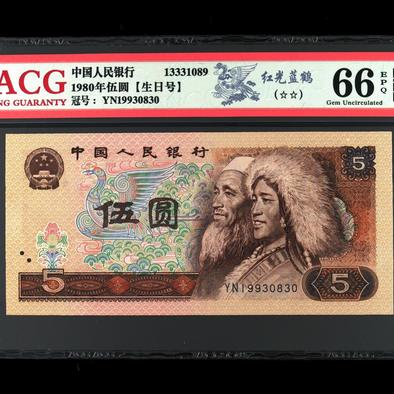 ACG
NG GUARANTY
中国人民银行 13331089
1980年伍圆【生日号】
冠号: YN19930830
红光蓝鹤
(☆☆)
66 EPQ
Gem Uncirculated
中国人民银行
5
伍圆
YN19930830
5
5